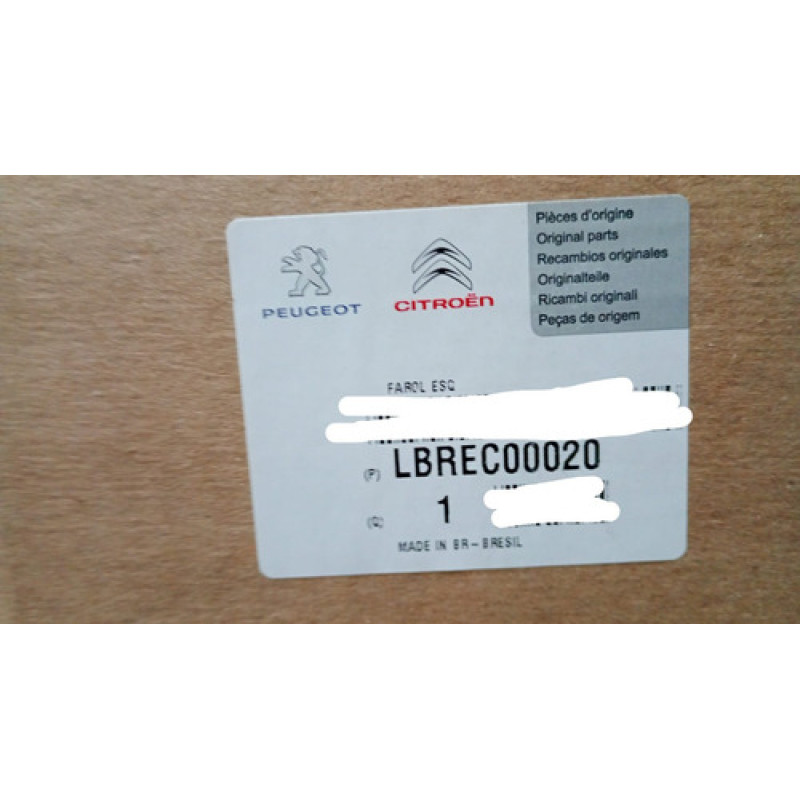 PEUGEOT
CITROËN
Pièces d'origine
Original parts
Recambios originales
Originalteile
Ricambi originali
Peças de origem
FAROL ESQ
(P) LBREC00020
(Q) 1
MADE IN BR-BRESIL